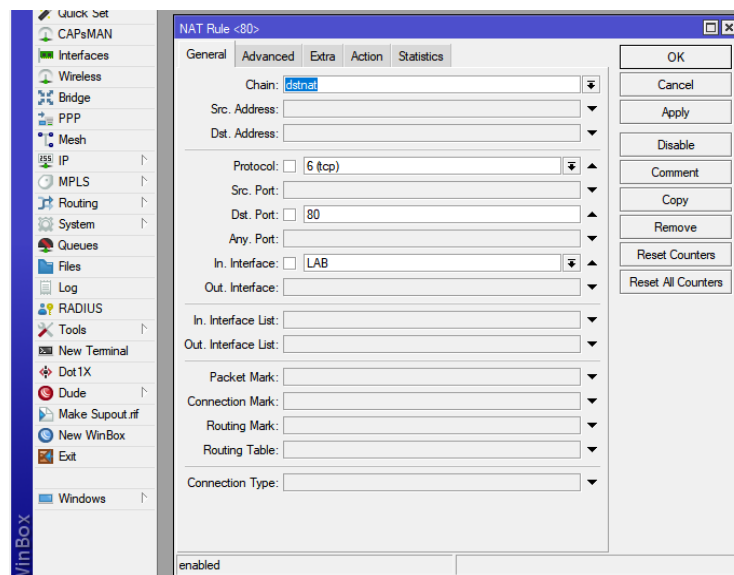 Quick Set
CAPsMAN
Interfaces
Wireless
Bridge
PPP
Mesh
IP
MPLS
Routing
System
Queues
Files
Log
RADIUS
Tools
New Terminal
Dot1X
Dude
Make Supout.rif
New WinBox
Exit
Windows
WinBox
NAT Rule <80>
General Advanced Extra Action Statistics
Chain: dstnat
Src. Address:
Dst. Address:
Protocol: 6 (tcp)
Src. Port:
Dst. Port: 80
Any. Port:
In. Interface: LAB
Out. Interface:
In. Interface List:
Out. Interface List:
Packet Mark:
Connection Mark:
Routing Mark:
Routing Table:
Connection Type:
enabled
OK
Cancel
Apply
Disable
Comment
Copy
Remove
Reset Counters
Reset All Counters